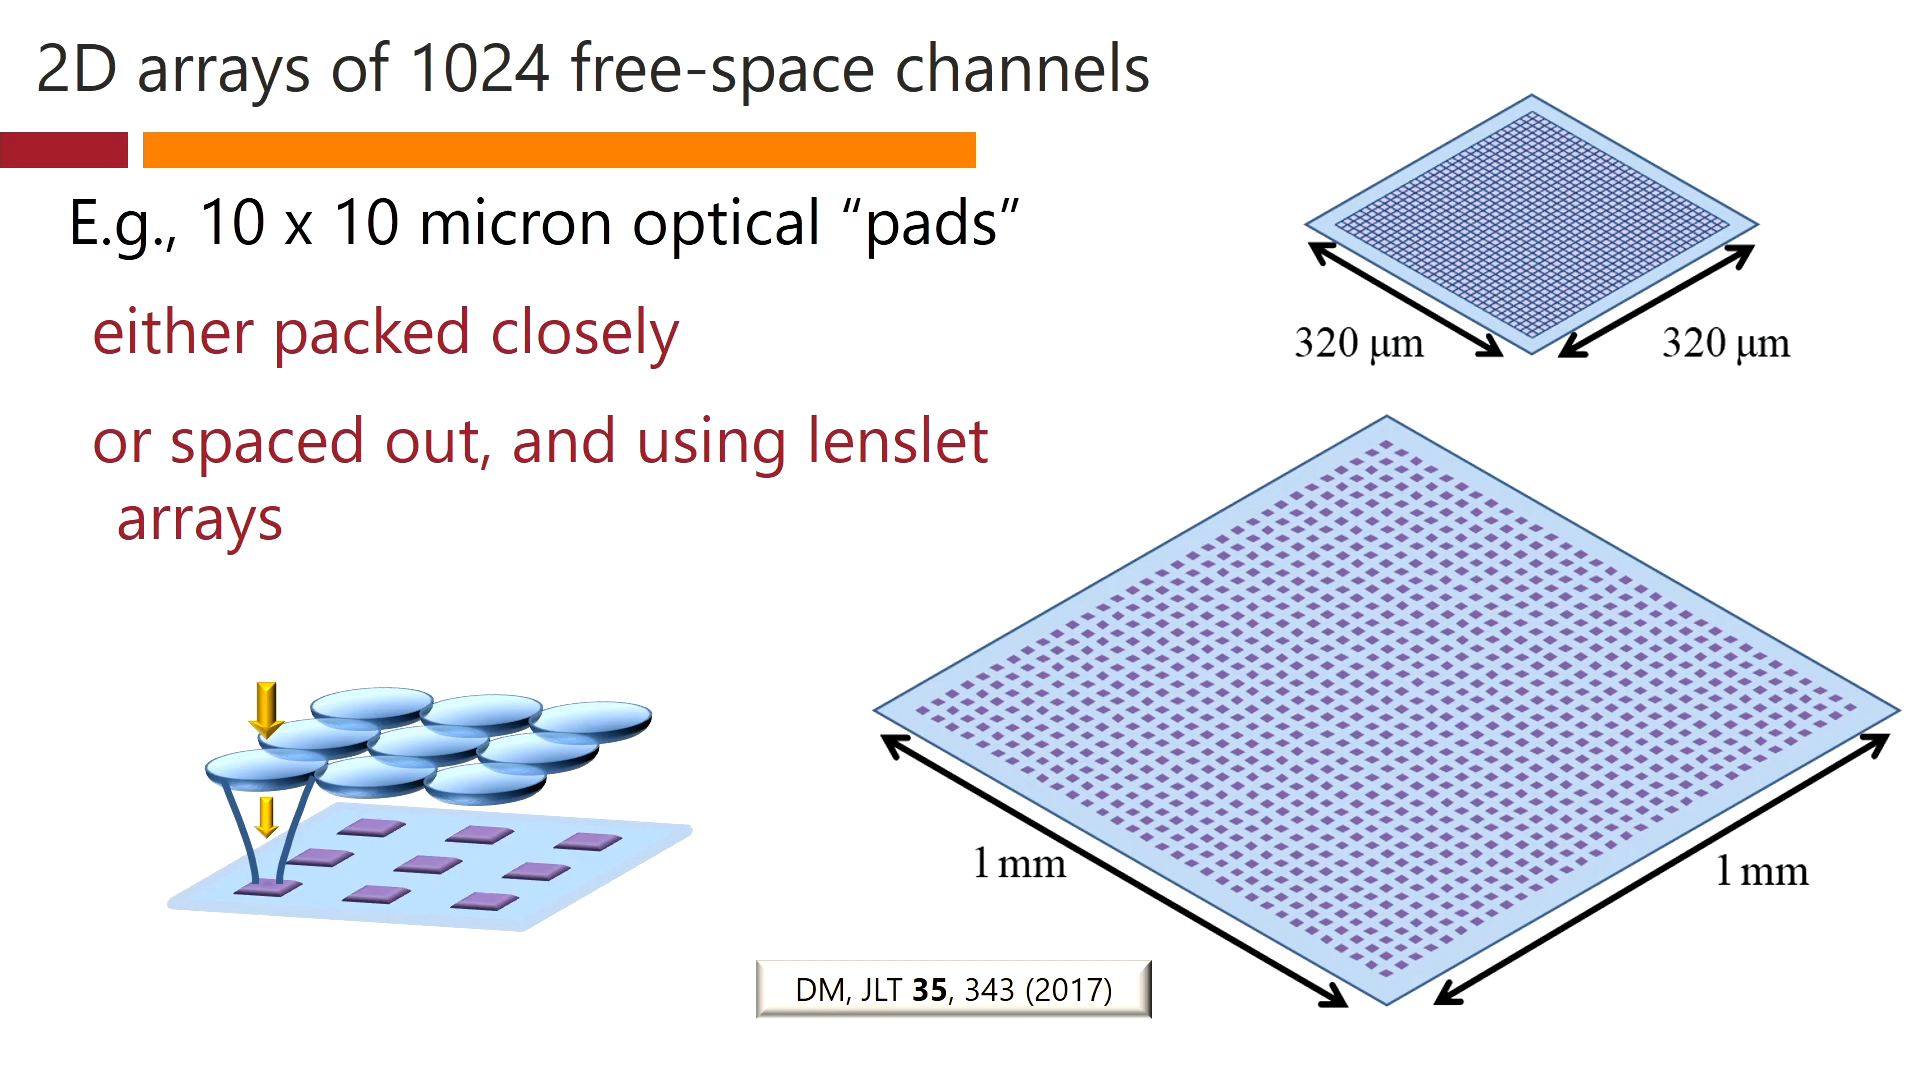 2D arrays of 1024 free-space channels
E.g., 10 x 10 micron optical “pads”
either packed closely
or spaced out, and using lenslet
arrays
320 μm
320 μm
1 mm
1 mm
DM, JLT 35, 343 (2017)